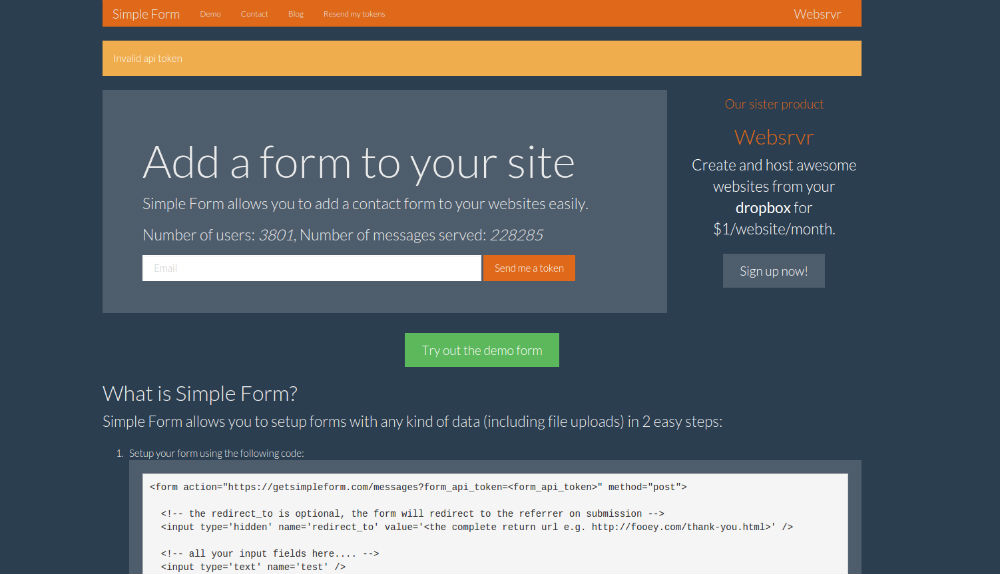 Simple Form Demo Contact Blog Resend my tokens Websrvr
Invalid api token
Add a form to your site
Simple Form allows you to add a contact form to your websites easily.
Number of users: 3801, Number of messages served: 228285
Email Send me a token
Our sister product
Websrvr
Create and host awesome
websites from your
dropbox for
$1/website/month.
Sign up now!
Try out the demo form
What is Simple Form?
Simple Form allows you to setup forms with any kind of data (including file uploads) in 2 easy steps:
1. Setup your form using the following code:
<form action="https://getsimpleform.com/messages?form_api_token=<form_api_token>" method="post">
<!-- the redirect_to is optional, the form will redirect to the referrer on submission -->
<input type='hidden' name='redirect_to' value='<the complete return url e.g. http://fooey.com/thank-you.html>' />
<!-- all your input fields here.... -->
<input type='text' name='test' />